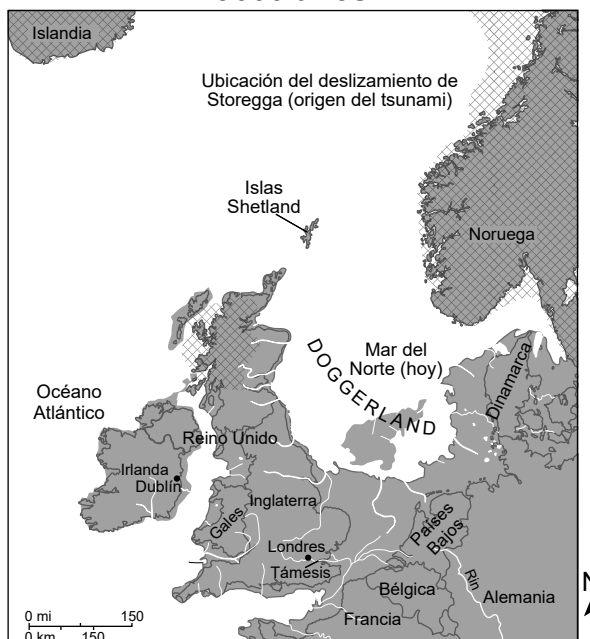 Islandia
Ubicación del deslizamiento de
Storegga (origen del tsunami)
Islas
Shetland
Noruega
Mar del
Norte (hoy)
DOGGERLAND
Dinamarca
Océano
Atlántico
Reino Unido
Irlanda
Dublín
Gales
Inglaterra
Países
Bajos
Londres
Támesis
Bélgica
Rin
Alemania
Francia
N
0 mi 150
0 km 150